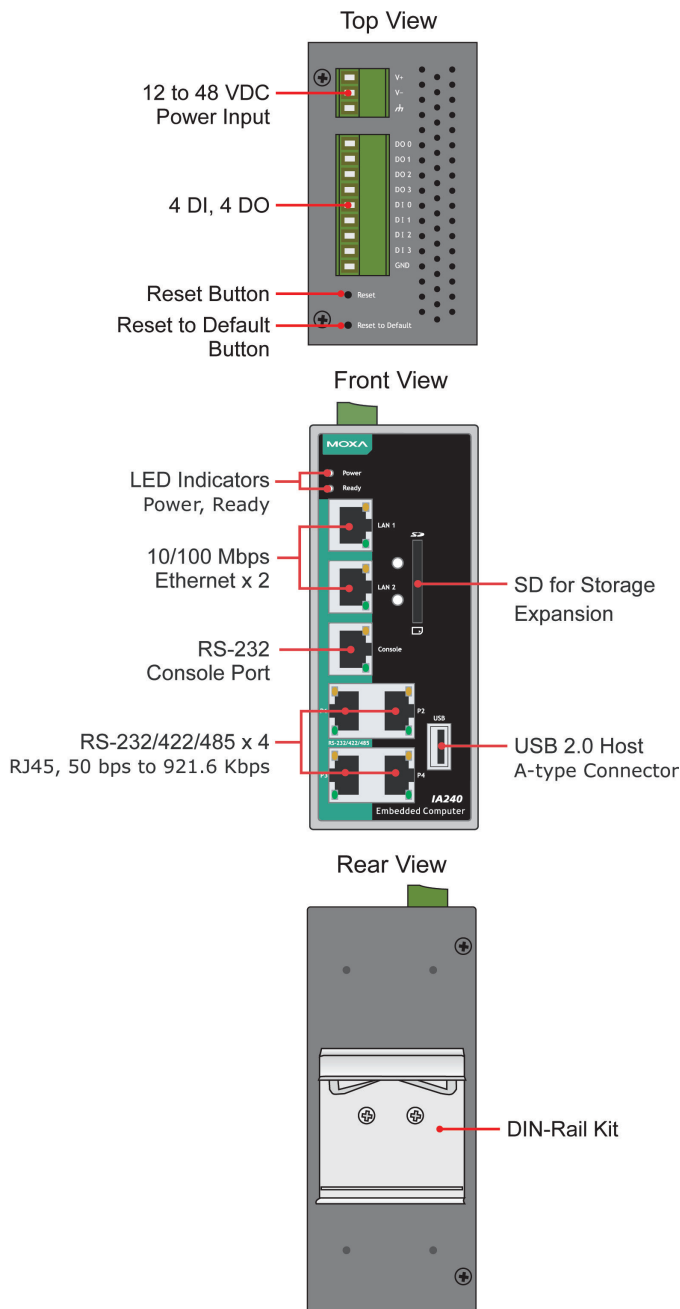 Top View
12 to 48 VDC
Power Input
V+
V-
4 DI, 4 DO
DO 0
DO 1
DO 2
DO 3
DI 0
DI 1
DI 2
DI 3
GND
Reset Button
Reset
Reset to Default
Button
Reset to Default
Front View
MOXA
LED Indicators
Power, Ready
Power
Ready
10/100 Mbps
Ethernet x 2
LAN 1
LAN 2
SD
SD for Storage
Expansion
RS-232
Console Port
Console
RS-232/422/485 x 4
RJ45, 50 bps to 921.6 Kbps
P1
P2
RS-232/422/485
P3
P4
USB
USB 2.0 Host
A-type Connector
IA240
Embedded Computer
Rear View
DIN-Rail Kit